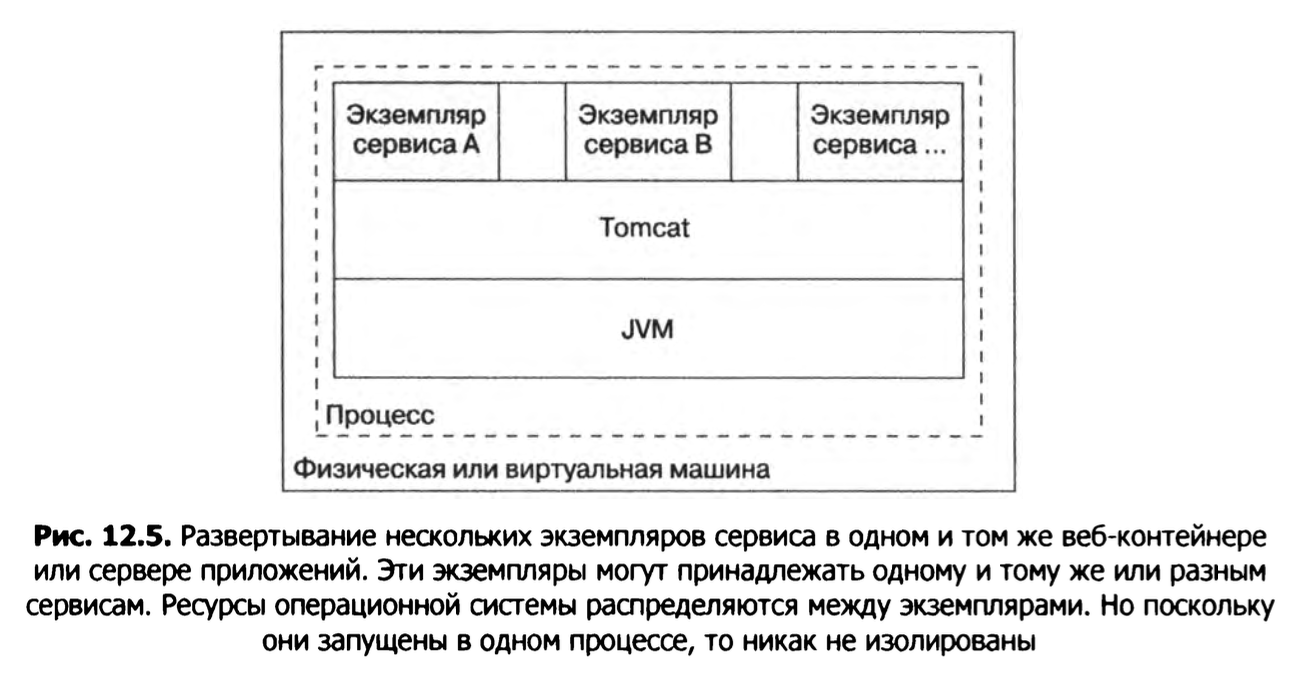 Экземпляр
сервиса А
Экземпляр
сервиса В
Экземпляр
сервиса ...
Tomcat
JVM
Процесс
Физическая или виртуальная машина
Рис. 12.5. Развертывание нескольких экземпляров сервиса в одном и том же веб-контейнере
или сервере приложений. Эти экземпляры могут принадлежать одному и тому же или разным
сервисам. Ресурсы операционной системы распределяются между экземплярами. Но поскольку
они запущены в одном процессе, то никак не изолированы